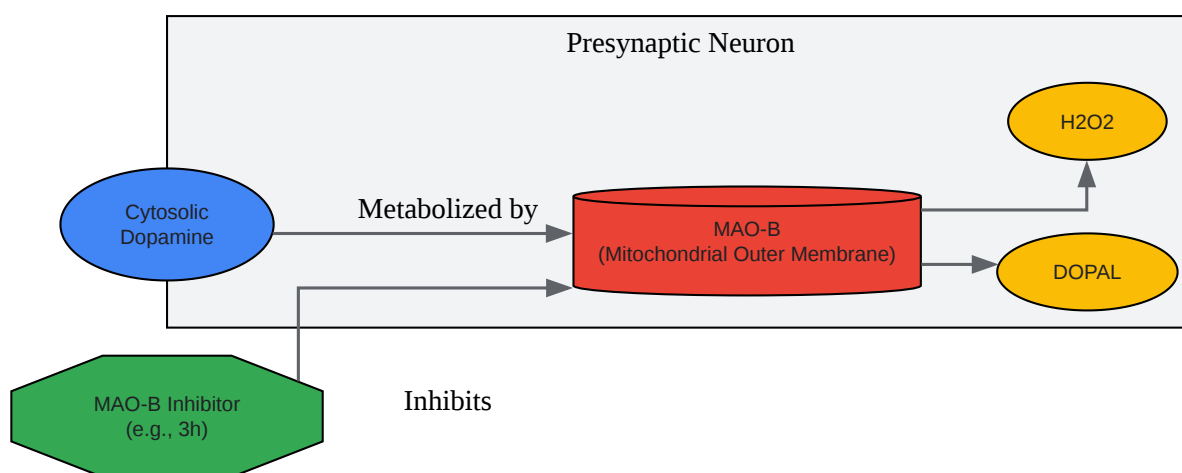 Presynaptic Neuron
H2O2
Cytosolic
Dopamine
Metabolized by
MAO-B
(Mitochondrial Outer Membrane)
DOPAL
MAO-B Inhibitor
(e.g., 3h)
Inhibits